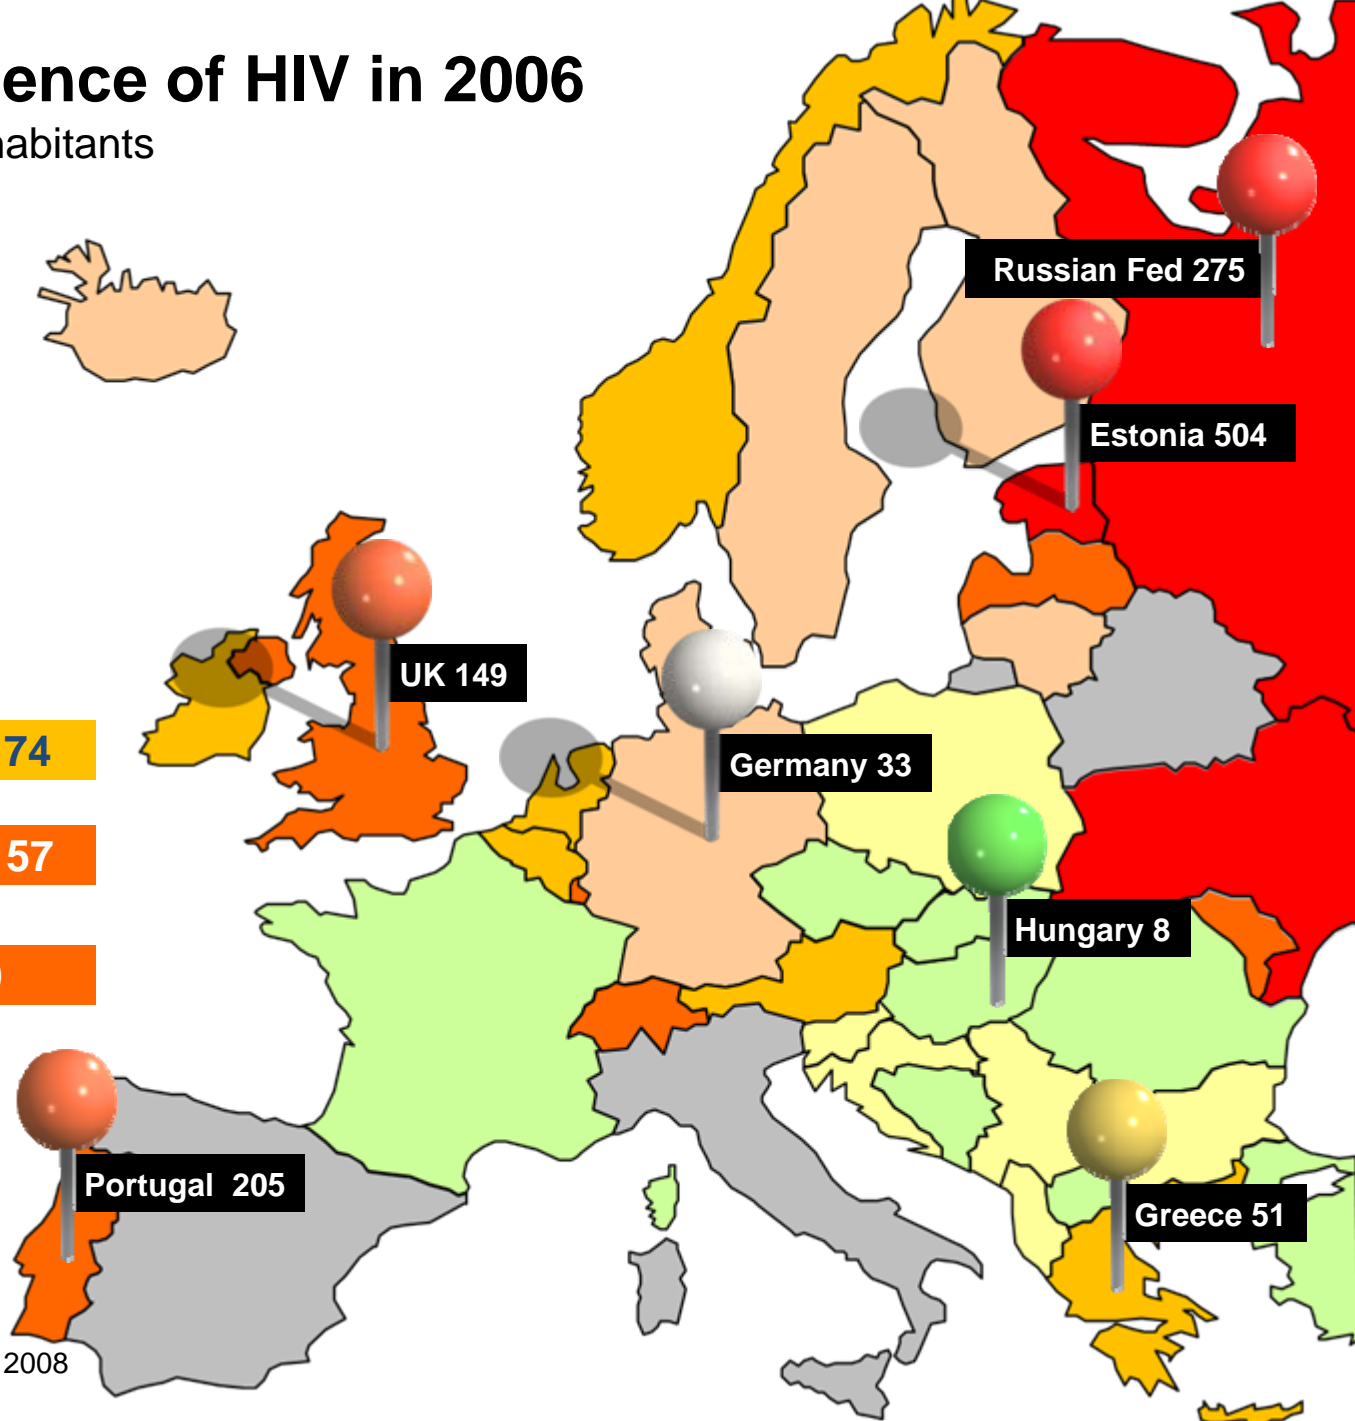 ence of HIV in 2006
abitants
Russian Fed 275
Estonia 504
UK 149
74
Germany 33
57
Hungary 8
Portugal  205
Greece 51
2008